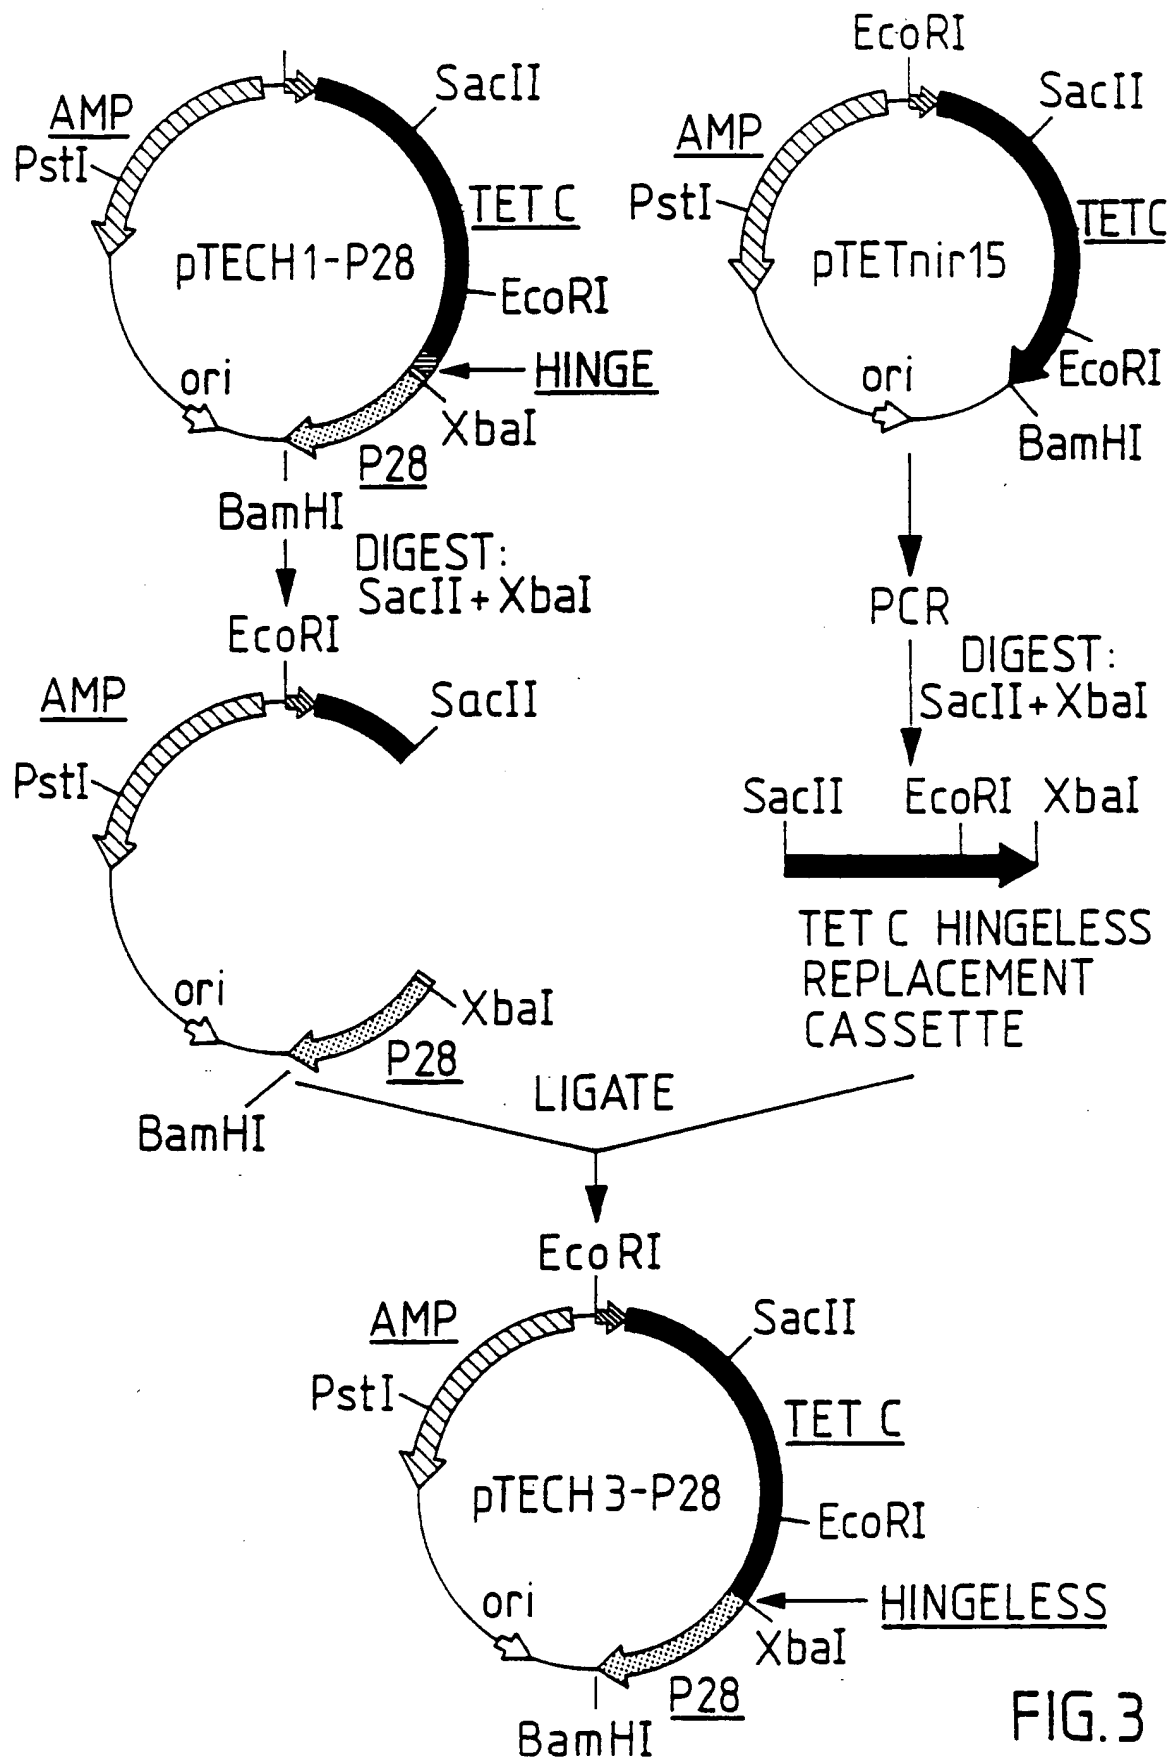 SacII
AMP
PstI
TET C
pTECH1-P28
EcoRI
ori
HINGE
XbaI
P28
BamHI
DIGEST:
SacII+XbaI
EcoRI
SacII
AMP
PstI
TETC
pTETnir15
ori
EcoRI
BamHI
PCR
DIGEST:
SacII+XbaI
EcoRI
AMP
SacII
PstI
ori
XbaI
P28
BamHI
SacII EcoRI XbaI
TET C HINGELESS
REPLACEMENT
CASSETTE
LIGATE
EcoRI
AMP
SacII
PstI
TET C
pTECH3-P28
EcoRI
ori
HINGELESS
XbaI
P28
BamHI
FIG.3